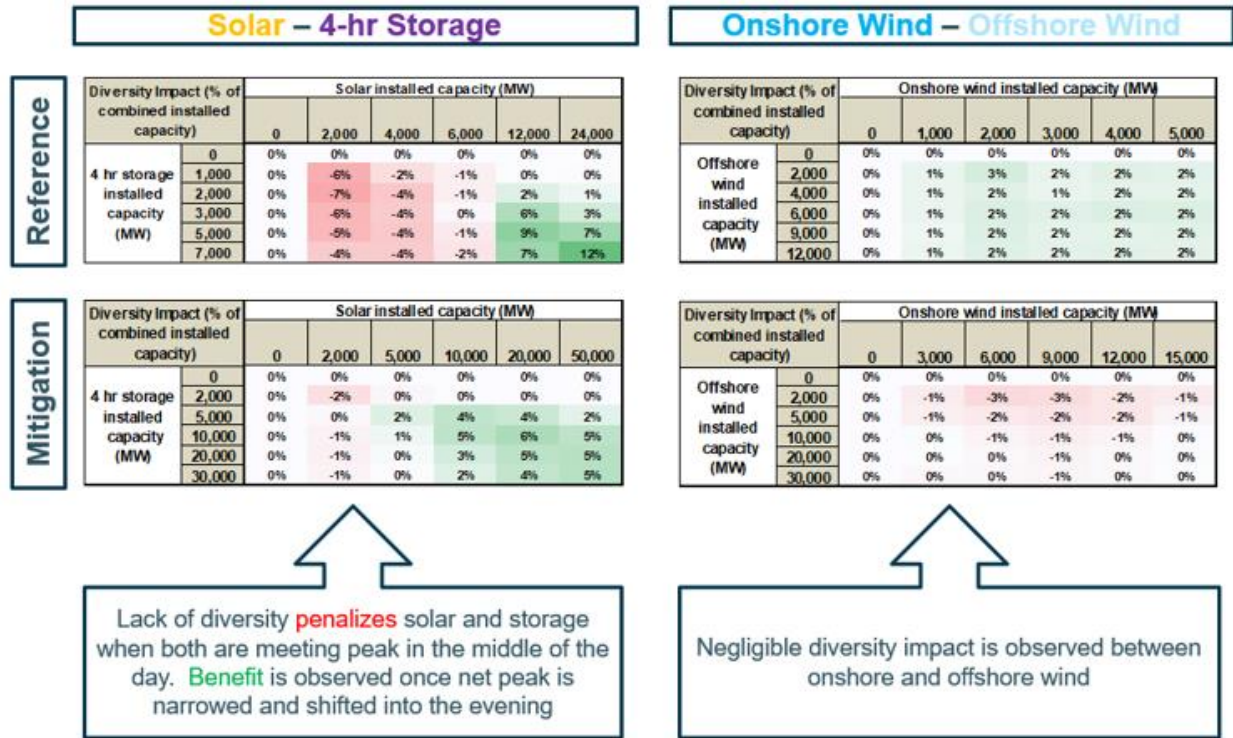 Solar – 4-hr Storage
Onshore Wind – Offshore Wind
Reference
Diversity Impact (% of combined installed capacity) Solar installed capacity (MW)
0 2,000 4,000 6,000 12,000 24,000
4 hr storage installed capacity (MW)
0 0% 0% 0% 0% 0% 0%
1,000 0% -6% -2% -1% 0% 0%
2,000 0% -7% -4% -1% 2% 1%
3,000 0% -6% -4% 0% 6% 3%
5,000 0% -5% -4% -1% 9% 7%
7,000 0% -4% -4% -2% 7% 12%
Diversity Impact (% of combined installed capacity) Onshore wind installed capacity (MW)
0 1,000 2,000 3,000 4,000 5,000
Offshore wind installed capacity (MW)
0 0% 0% 0% 0% 0% 0%
2,000 0% 1% 3% 2% 2% 2%
4,000 0% 1% 2% 1% 2% 2%
6,000 0% 1% 2% 2% 2% 2%
9,000 0% 1% 2% 2% 2% 2%
12,000 0% 1% 2% 2% 2% 2%
Mitigation
Diversity Impact (% of combined installed capacity) Solar installed capacity (MW)
0 2,000 5,000 10,000 20,000 50,000
4 hr storage installed capacity (MW)
0 0% 0% 0% 0% 0% 0%
2,000 0% -2% 0% 0% 0% 0%
5,000 0% 0% 2% 4% 4% 2%
10,000 0% -1% 1% 5% 6% 5%
20,000 0% -1% 0% 3% 5% 5%
30,000 0% -1% 0% 2% 4% 5%
Diversity Impact (% of combined installed capacity) Onshore wind installed capacity (MW)
0 3,000 6,000 9,000 12,000 15,000
Offshore wind installed capacity (MW)
0 0% 0% 0% 0% 0% 0%
2,000 0% -1% -3% -3% -2% -1%
5,000 0% -1% -2% -2% -2% -1%
10,000 0% 0% -1% -1% -1% 0%
20,000 0% 0% 0% -1% 0% 0%
30,000 0% 0% 0% -1% 0% 0%
Lack of diversity penalizes solar and storage
when both are meeting peak in the middle of the
day. Benefit is observed once net peak is
narrowed and shifted into the evening
Negligible diversity impact is observed between
onshore and offshore wind